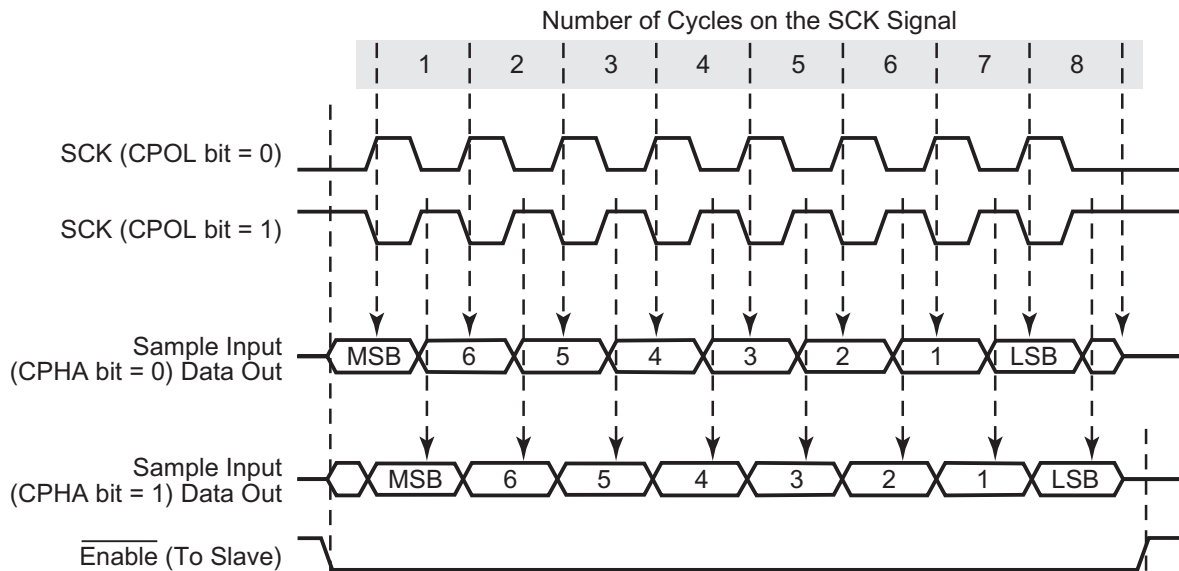 Number of Cycles on the SCK Signal
1 2 3 4 5 6 7 8
SCK (CPOL bit = 0)
SCK (CPOL bit = 1)
Sample Input
(CPHA bit = 0) Data Out
MSB 6 5 4 3 2 1 LSB
Sample Input
(CPHA bit = 1) Data Out
MSB 6 5 4 3 2 1 LSB
Enable (To Slave)